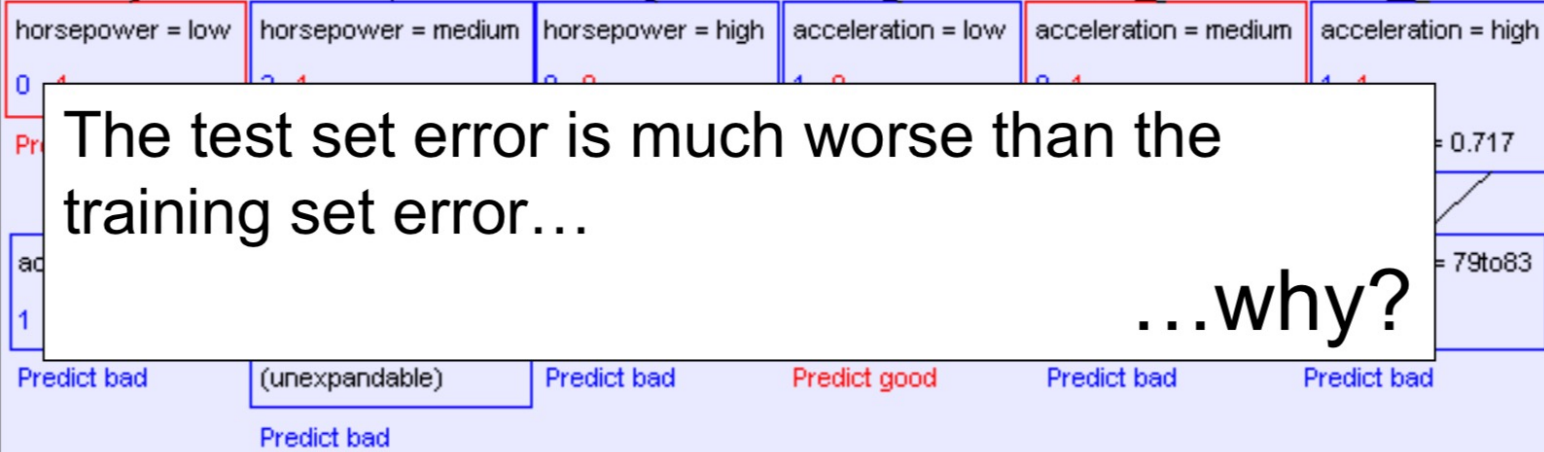 horsepower = low horsepower = medium horsepower = high acceleration = low acceleration = medium acceleration = high
0
The test set error is much worse than the
= 0.717
training set error…
= 79to83
…why?
1
Predict bad (unexpandable) Predict bad Predict good Predict bad Predict bad
Predict bad